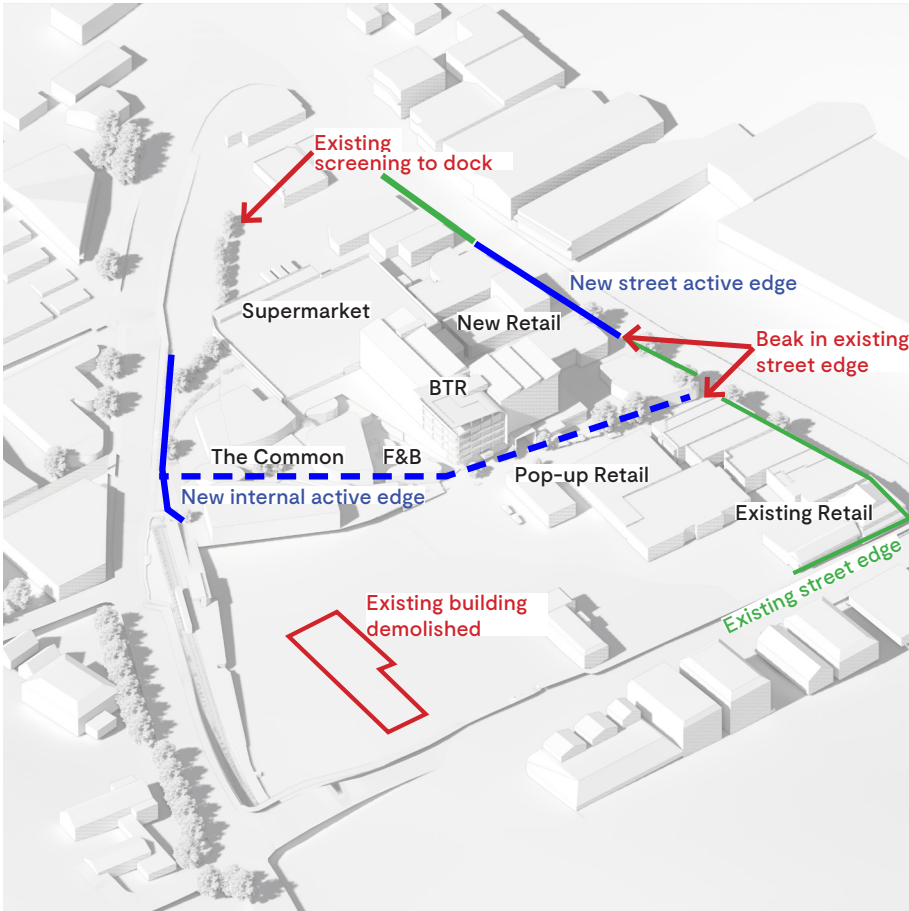 Existing
screening to dock
New street active edge
Supermarket
New Retail
Beak in existing
street edge
BTR
The Common
F&B
Pop-up Retail
New internal active edge
Existing Retail
Existing street edge
Existing building
demolished